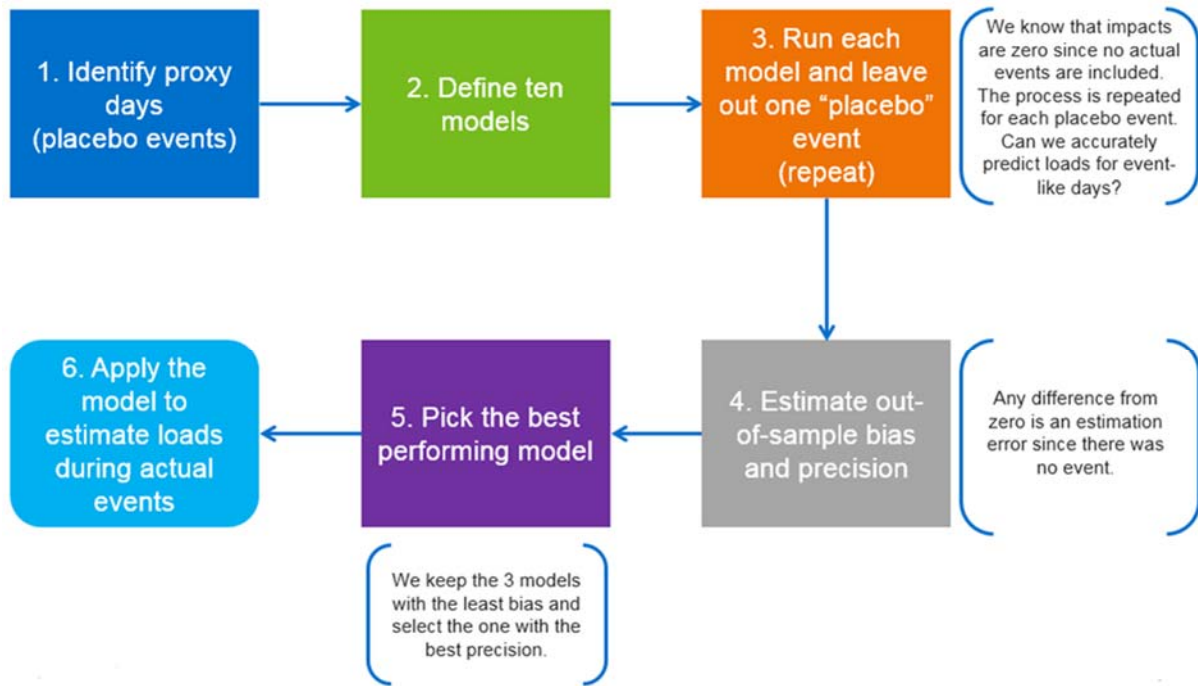 1. Identify proxy
days
(placebo events)
2. Define ten
models
3. Run each
model and leave
out one “placebo”
event
(repeat)
We know that impacts
are zero since no actual
events are included.
The process is repeated
for each placebo event.
Can we accurately
predict loads for event-
like days?
4. Estimate out-
of-sample bias
and precision
Any difference from
zero is an estimation
error since there was
no event.
5. Pick the best
performing model
We keep the 3 models
with the least bias and
select the one with the
best precision.
6. Apply the
model to
estimate loads
during actual
events